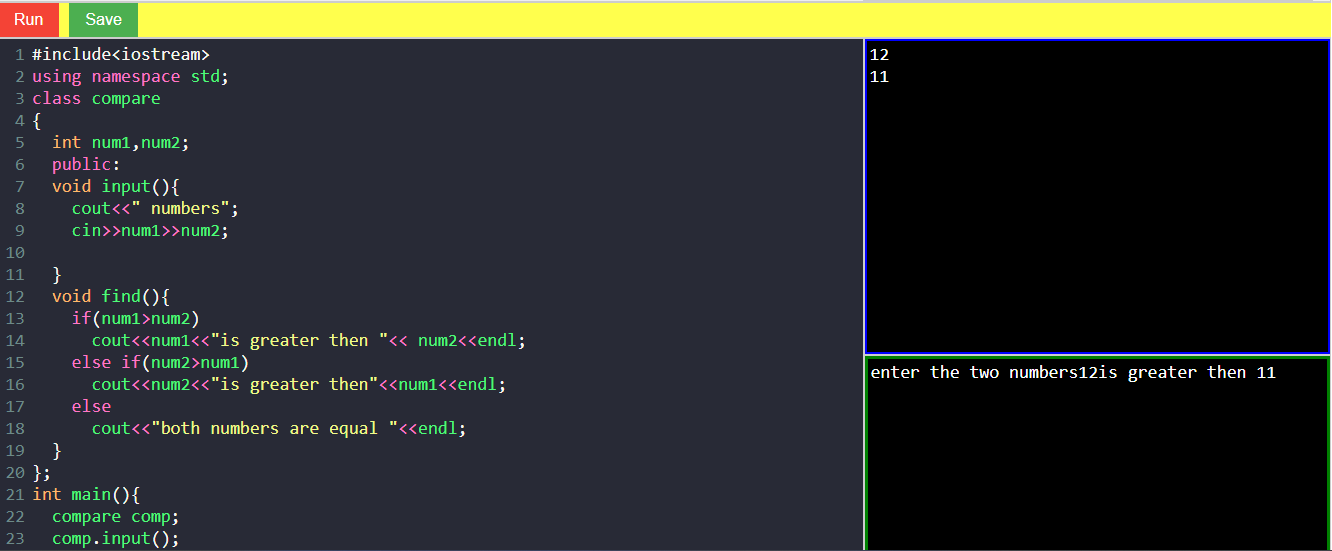 Run Save
1 #include<iostream>
2 using namespace std;
3 class compare
4 {
5   int num1,num2;
6   public:
7   void input(){
8     cout<<" numbers";
9     cin>>num1>>num2;
10
11   }
12   void find(){
13     if(num1>num2)
14       cout<<num1<<"is greater then "<< num2<<endl;
15     else if(num2>num1)
16       cout<<num2<<"is greater then"<<num1<<endl;
17     else
18       cout<<"both numbers are equal "<<endl;
19   }
20 };
21 int main(){
22   compare comp;
23   comp.input();
12
11
enter the two numbers12is greater then 11